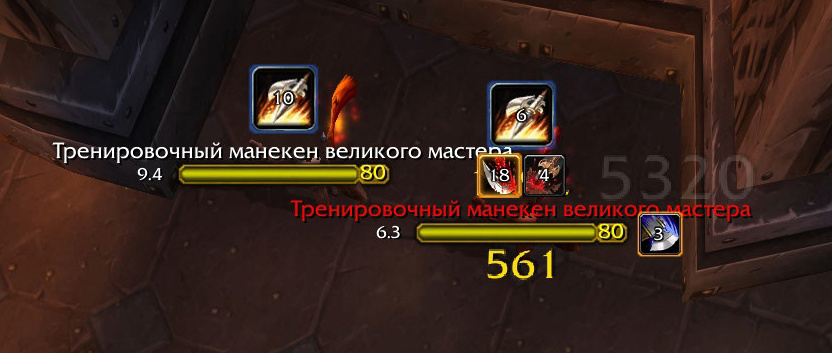 10
6
Тренировочный манекен великого мастера
9.4 80
18 4
5320
Тренировочный манекен великого мастера
6.3 80 3
561